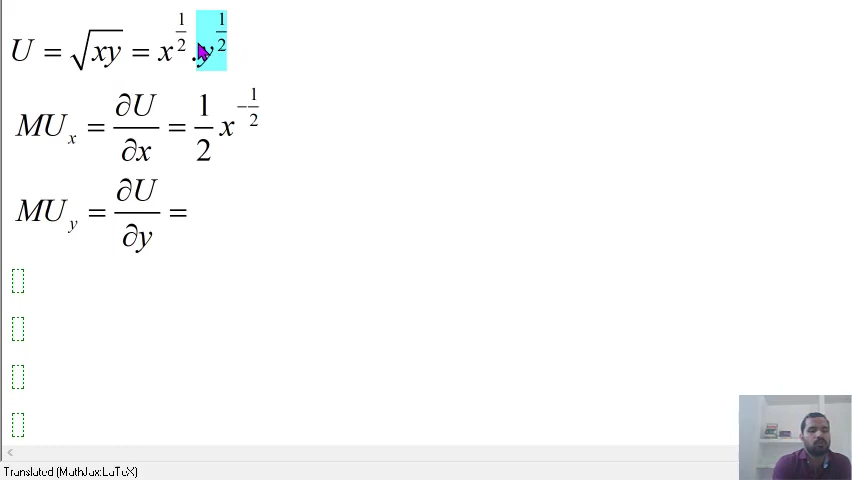 U = √xy = x^{1/2}.y^{1/2}
MU_x = ∂U/∂x = 1/2 x^{-1/2}
MU_y = ∂U/∂y =
Translated (MathJax:LaTeX)